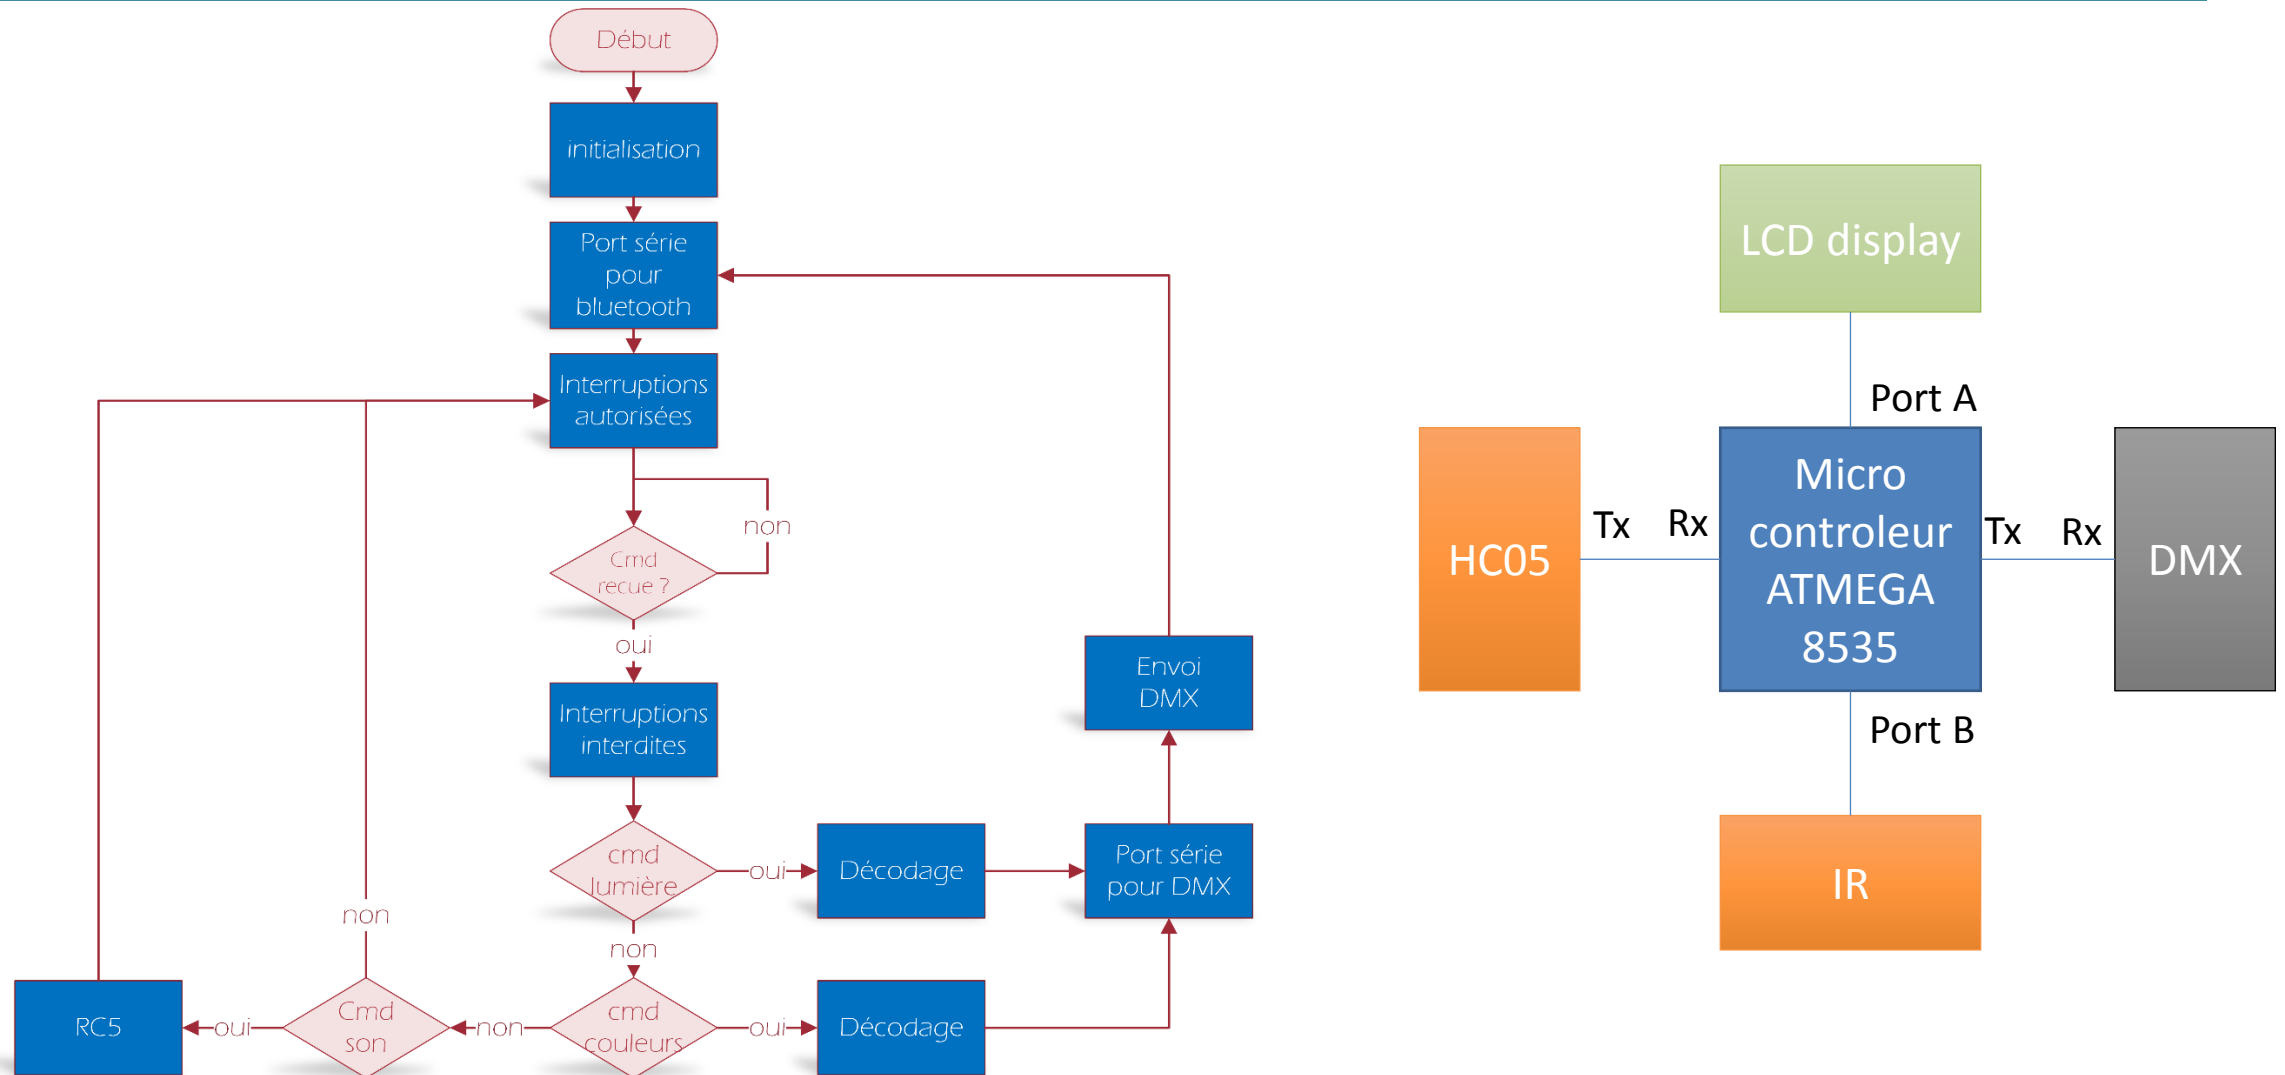 Début
initialisation
Port série
pour
bluetooth
Interruptions
autorisées
non
Cmd
recue ?
oui
Interruptions
interdites
cmd
lumière
oui
Décodage
Port série
pour DMX
Envoi
DMX
non
non
cmd
couleurs
oui
Décodage
non
Cmd
son
oui
RC5
LCD display
Port A
HC05
Tx
Rx
Micro
controleur
ATMEGA
8535
Tx
Rx
DMX
Port B
IR